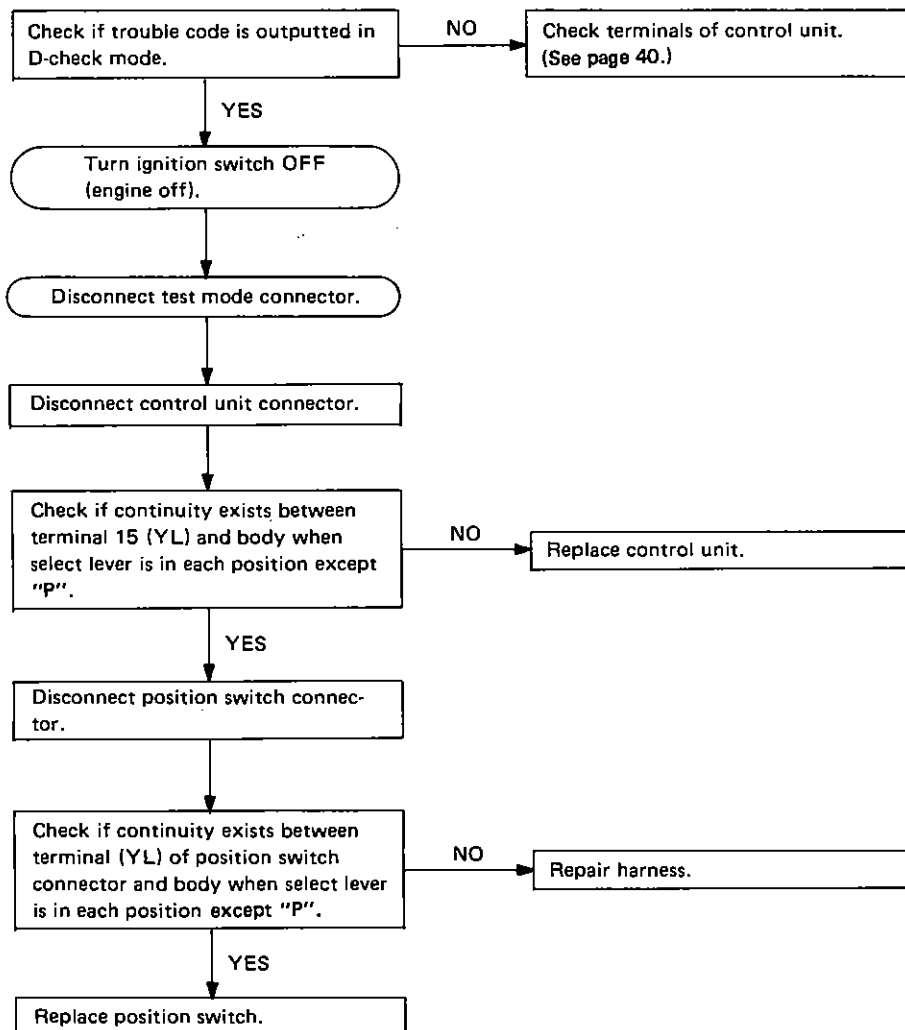 Check if trouble code is outputted in
D-check mode.
NO
Check terminals of control unit.
(See page 40.)
YES
Turn ignition switch OFF
(engine off).
Disconnect test mode connector.
Disconnect control unit connector.
Check if continuity exists between
terminal 15 (YL) and body when
select lever is in each position except
"P".
NO
Replace control unit.
YES
Disconnect position switch connec-
tor.
Check if continuity exists between
terminal (YL) of position switch
connector and body when select lever
is in each position except "P".
NO
Repair harness.
YES
Replace position switch.